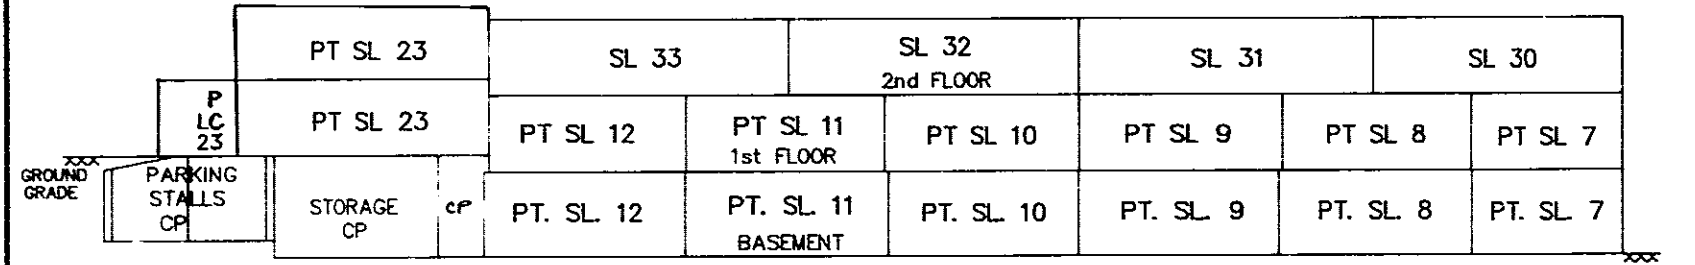 PT SL 23
SL 33
SL 32
2nd FLOOR
SL 31
SL 30
P
LC
23
PT SL 23
PT SL 12
PT SL 11
1st FLOOR
PT SL 10
PT SL 9
PT SL 8
PT SL 7
GROUND
GRADE
PARKING
STALLS
CP
STORAGE
CP
CP
PT. SL. 12
PT. SL. 11
BASEMENT
PT. SL. 10
PT. SL. 9
PT. SL. 8
PT. SL. 7